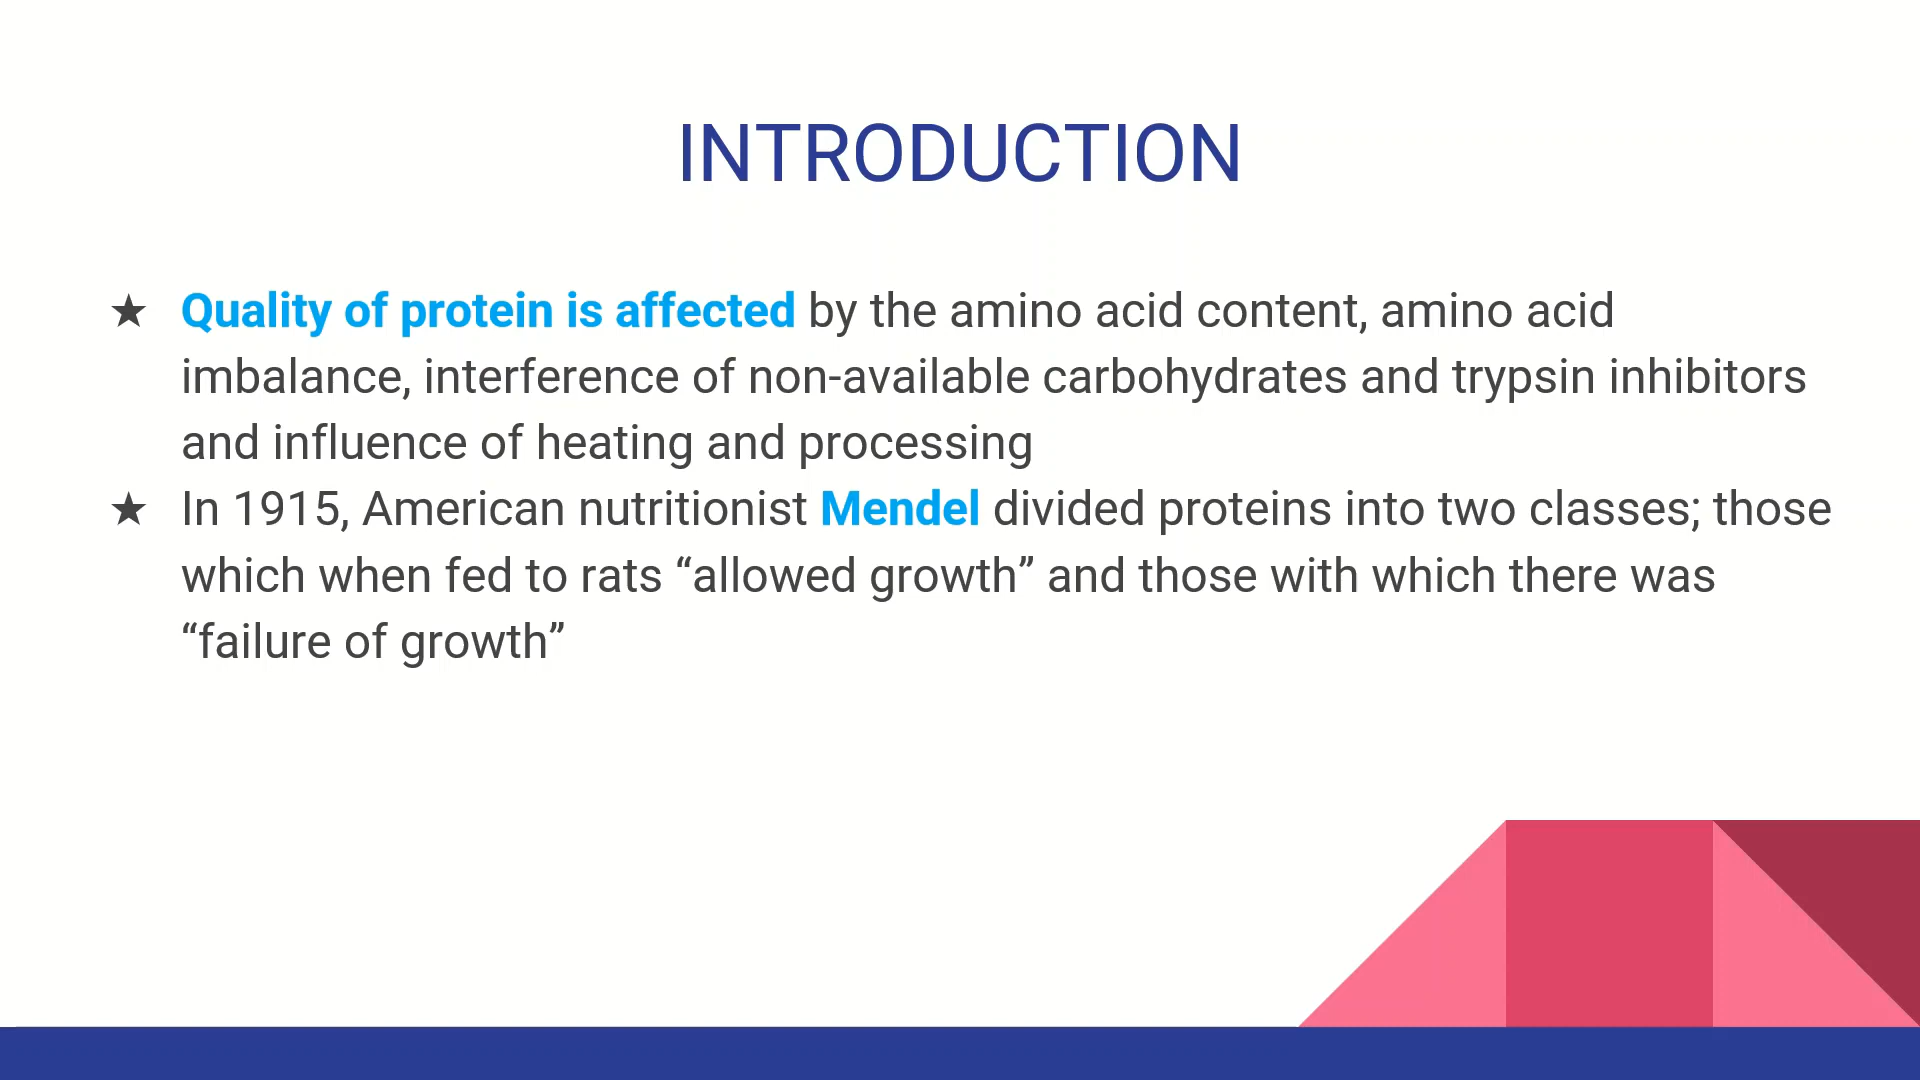 INTRODUCTION
★ Quality of protein is affected by the amino acid content, amino acid
imbalance, interference of non-available carbohydrates and trypsin inhibitors
and influence of heating and processing
★ In 1915, American nutritionist Mendel divided proteins into two classes; those
which when fed to rats “allowed growth” and those with which there was
“failure of growth”